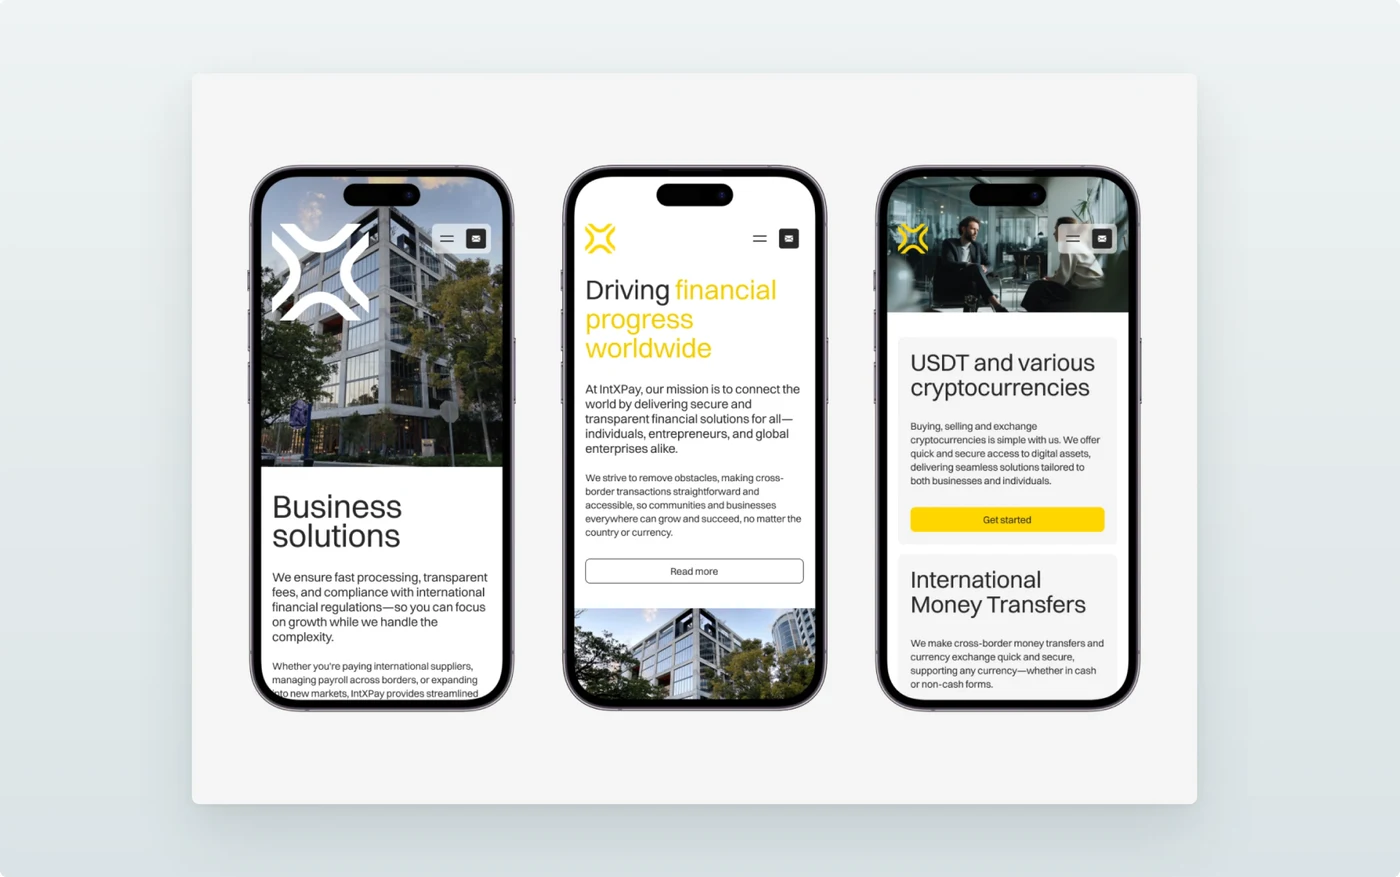 Business
solutions
We ensure fast processing, transparent
fees, and compliance with international
financial regulations—so you can focus
on growth while we handle the
complexity.
Whether you're paying international suppliers,
managing payroll across borders, or expanding
into new markets, IntXPay provides streamlined
Driving financial
progress
worldwide
At IntXPay, our mission is to connect the
world by delivering secure and
transparent financial solutions for all—
individuals, entrepreneurs, and global
enterprises alike.
We strive to remove obstacles, making cross-
border transactions straightforward and
accessible, so communities and businesses
everywhere can grow and succeed, no matter the
country or currency.
Read more
USDT and various
cryptocurrencies
Buying, selling and exchange
cryptocurrencies is simple with us. We offer
quick and secure access to digital assets,
delivering seamless solutions tailored to
both businesses and individuals.
Get started
International
Money Transfers
We make cross-border money transfers and
currency exchange quick and secure,
supporting any currency—whether in cash
or non-cash forms.